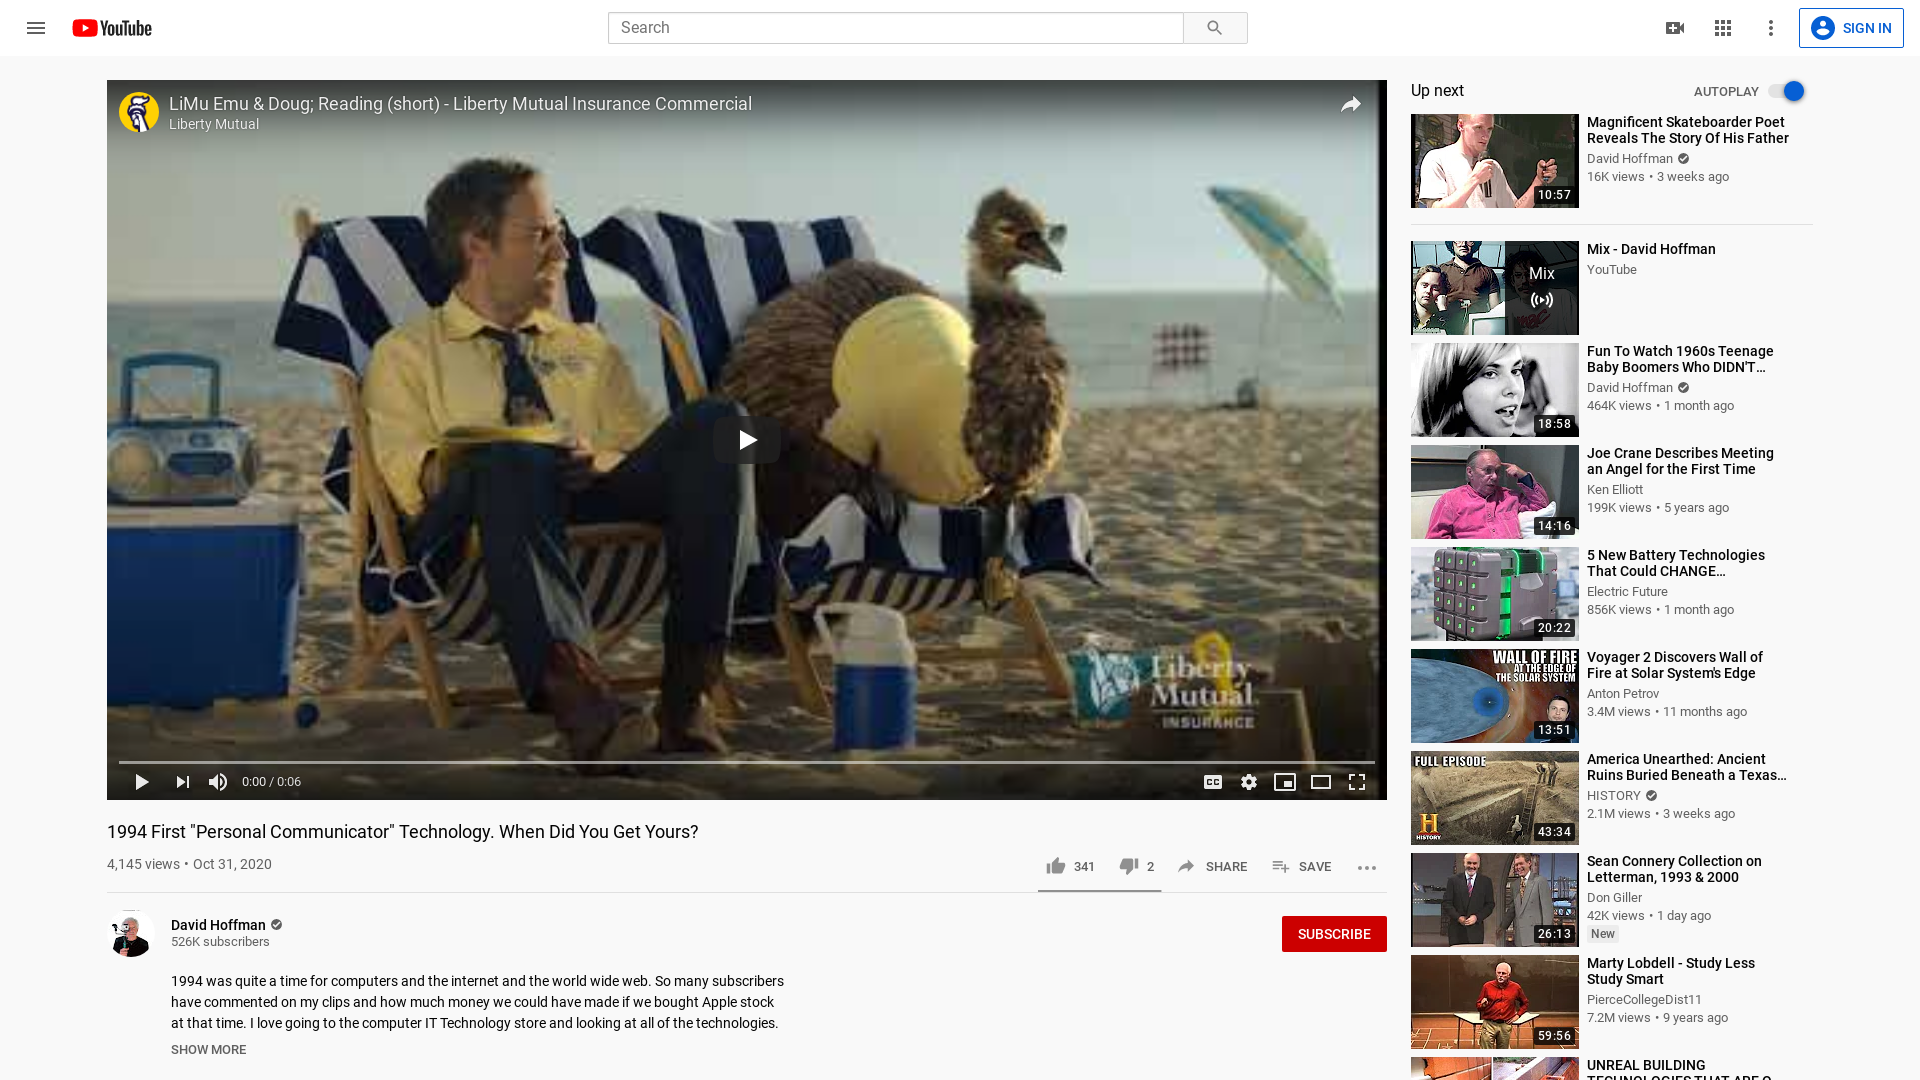 YouTube
Search
SIGN IN
LiMu Emu & Doug; Reading (short) - Liberty Mutual Insurance Commercial
Liberty Mutual
Liberty
Mutual
INSURANCE
0:00 / 0:06
CC
1994 First "Personal Communicator" Technology. When Did You Get Yours?
4,145 views • Oct 31, 2020
341
2
SHARE
SAVE
David Hoffman
526K subscribers
SUBSCRIBE
1994 was quite a time for computers and the internet and the world wide web. So many subscribers
have commented on my clips and how much money we could have made if we bought Apple stock
at that time. I love going to the computer IT Technology store and looking at all of the technologies.
SHOW MORE
Up next
AUTOPLAY
10:57
Magnificent Skateboarder Poet
Reveals The Story Of His Father
David Hoffman
16K views • 3 weeks ago
Mix
Mix - David Hoffman
YouTube
18:58
Fun To Watch 1960s Teenage
Baby Boomers Who DIDN'T…
David Hoffman
464K views • 1 month ago
14:16
Joe Crane Describes Meeting
an Angel for the First Time
Ken Elliott
199K views • 5 years ago
20:22
5 New Battery Technologies
That Could CHANGE…
Electric Future
856K views • 1 month ago
WALL OF FIRE
AT THE EDGE OF
THE SOLAR SYSTEM
13:51
Voyager 2 Discovers Wall of
Fire at Solar System's Edge
Anton Petrov
3.4M views • 11 months ago
FULL EPISODE
H
HISTORY
43:34
America Unearthed: Ancient
Ruins Buried Beneath a Texas…
HISTORY
2.1M views • 3 weeks ago
26:13
Sean Connery Collection on
Letterman, 1993 & 2000
Don Giller
42K views • 1 day ago
New
59:56
Marty Lobdell - Study Less
Study Smart
PierceCollegeDist11
7.2M views • 9 years ago
UNREAL BUILDING